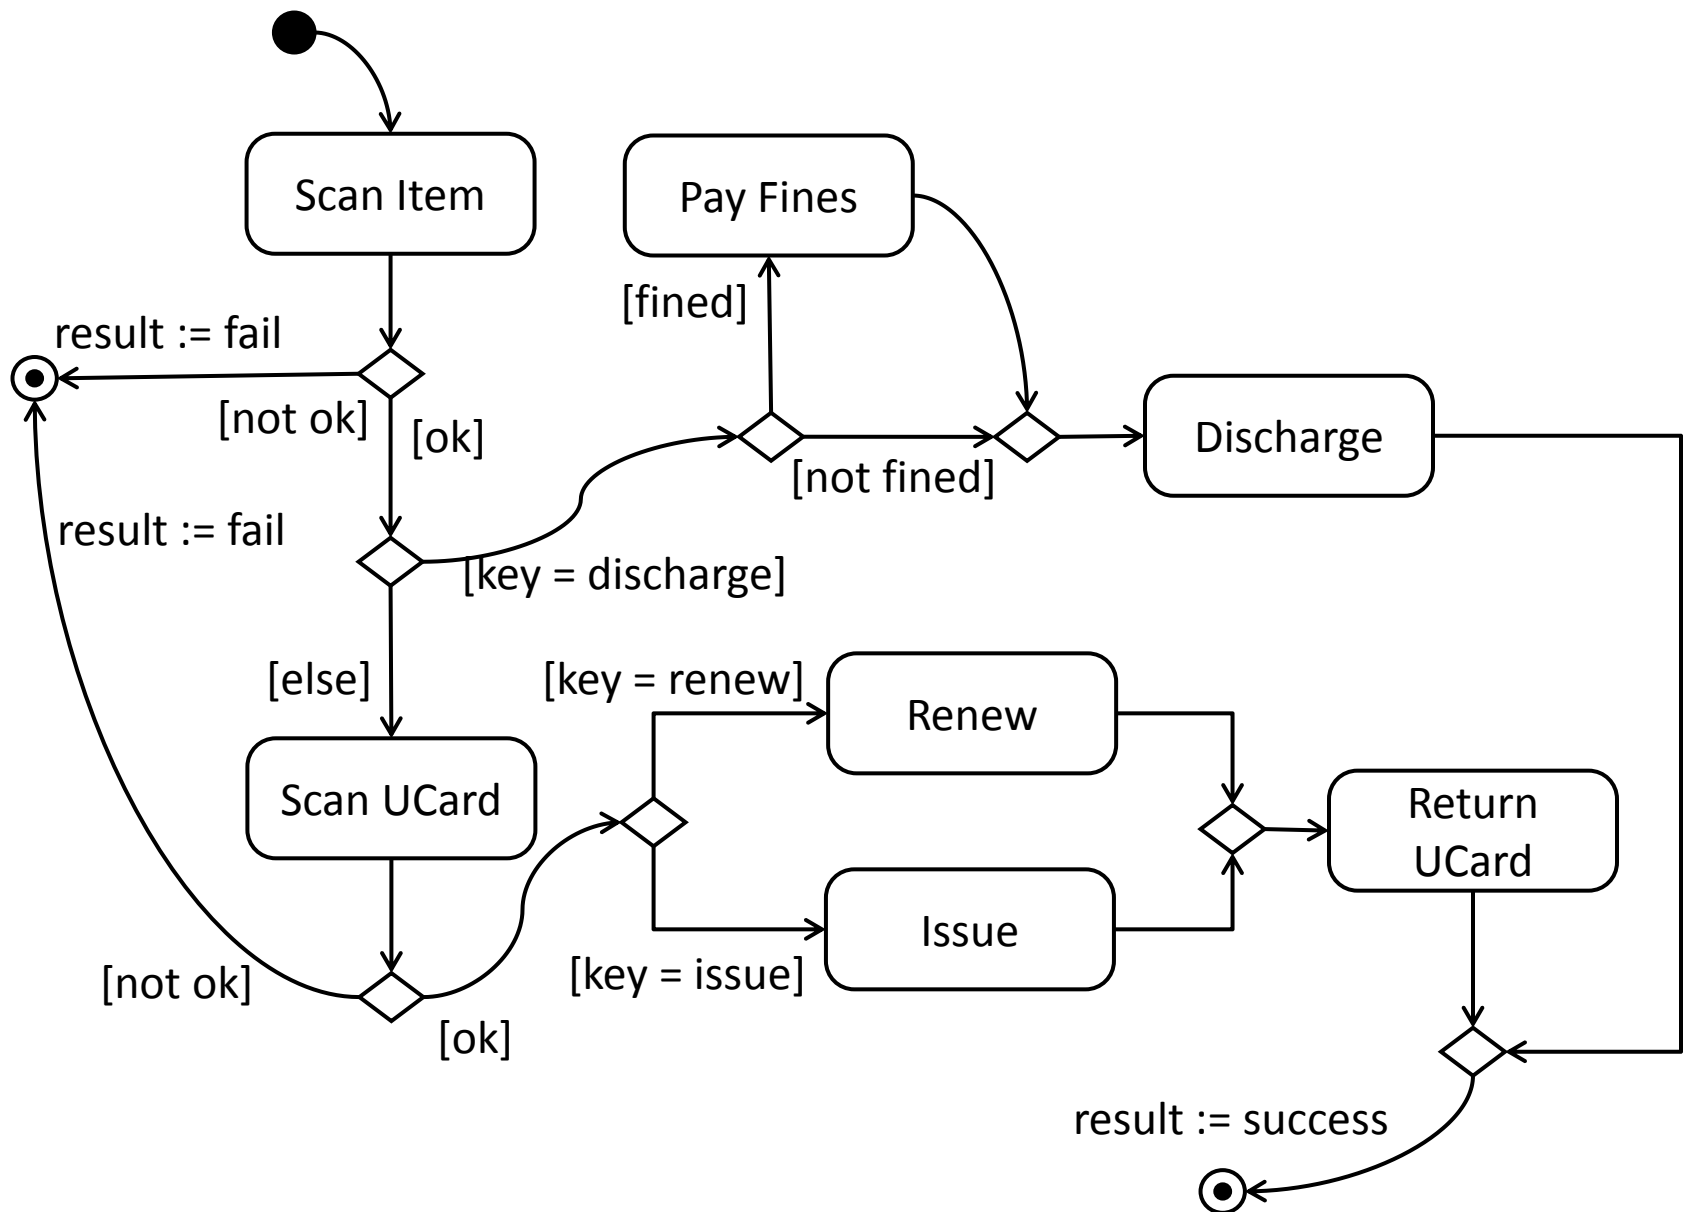 Scan Item
Pay Fines
[fined]
result := fail
[not ok]
[ok]
Discharge
[not fined]
result := fail
[key = discharge]
[else]
[key = renew]
Renew
Scan UCard
Return
UCard
Issue
[key = issue]
[not ok]
[ok]
result := success